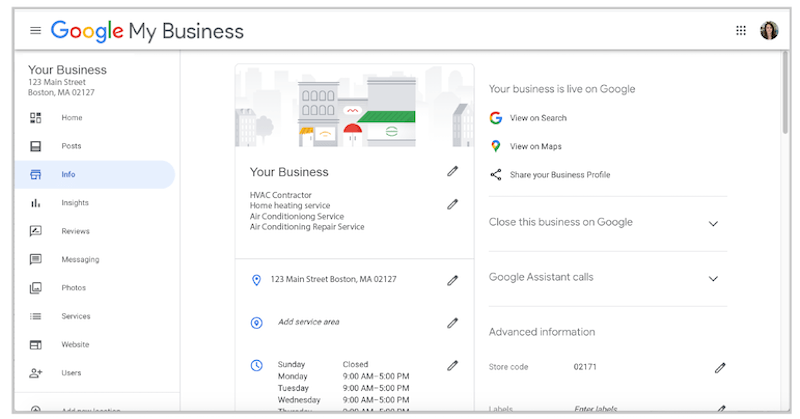 Google My Business
Your Business
123 Main Street
Boston, MA 02127
Home
Posts
Info
Insights
Reviews
Messaging
Photos
Services
Website
Users
Add new location
Your Business
HVAC Contractor
Home heating service
Air Conditionlong Service
Air Conditioning Repair Service
123 Main Street Boston, MA 02127
Add service area
Sunday Closed
Monday 9:00 AM–5:00 PM
Tuesday 9:00 AM–5:00 PM
Wednesday 9:00 AM–5:00 PM
Thursday 9:00 AM–5:00 PM
Your business is live on Google
View on Search
View on Maps
Share your Business Profile
Close this business on Google
Google Assistant calls
Advanced information
Store code 02171
Labels Enter labels